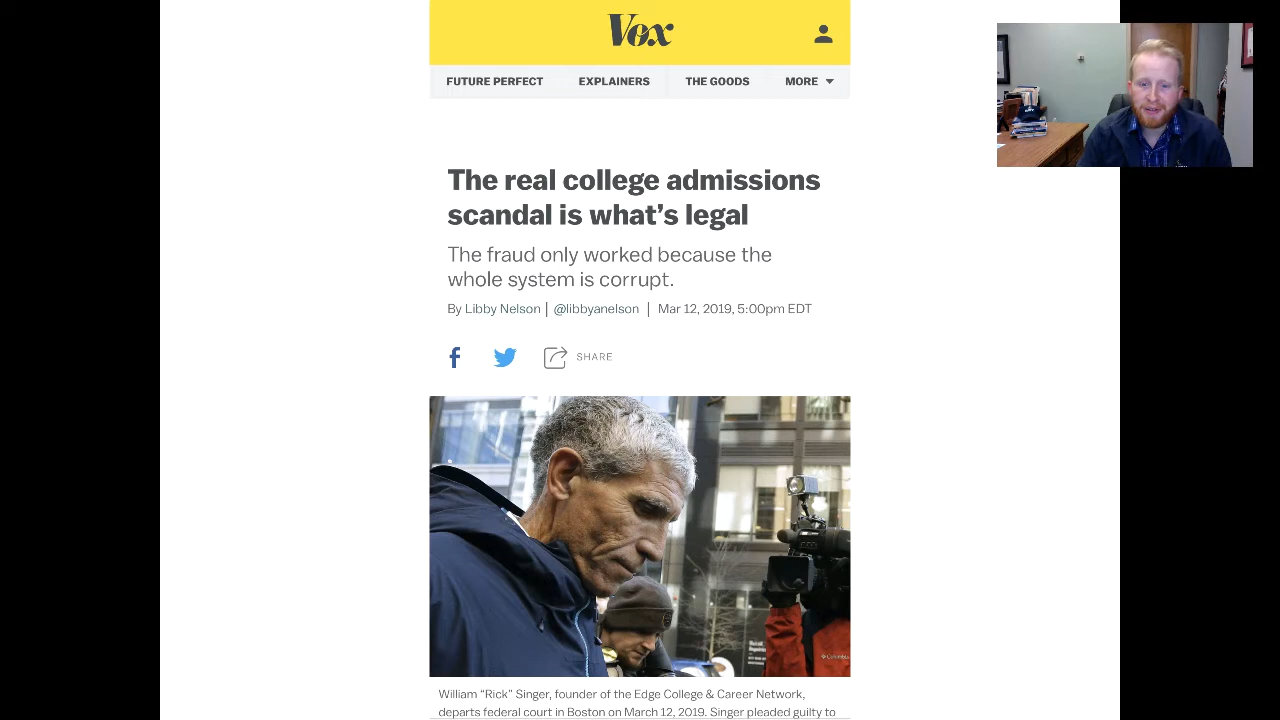 Vox
FUTURE PERFECT EXPLAINERS THE GOODS MORE
The real college admissions
scandal is what's legal
The fraud only worked because the
whole system is corrupt.
By Libby Nelson | @libbyanelson | Mar 12, 2019, 5:00pm EDT
SHARE
Columbia
William “Rick” Singer, founder of the Edge College & Career Network,
departs federal court in Boston on March 12, 2019. Singer pleaded guilty to